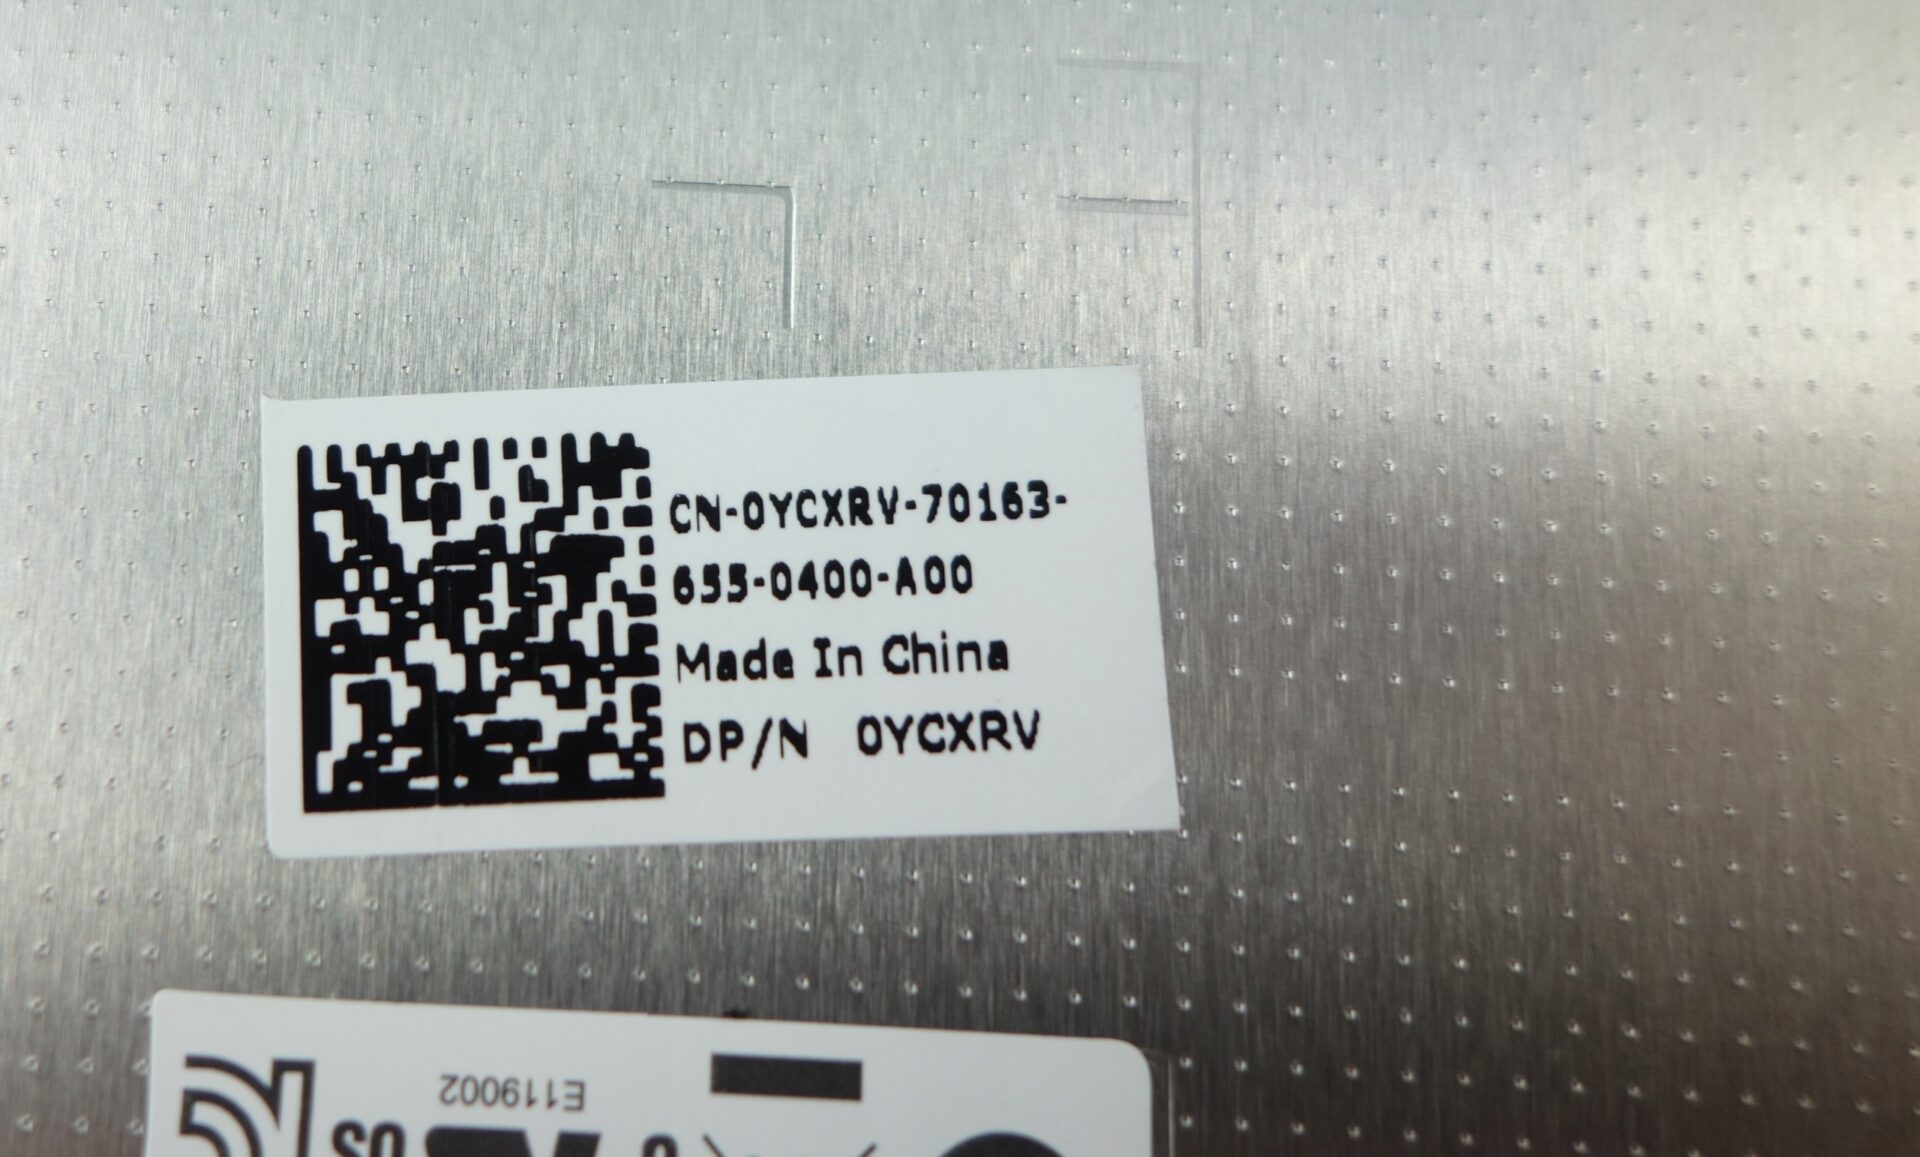 CN-0YCXRV-70163-
655-0400-A00
Made In China
DP/N 0YCXRV
E119002